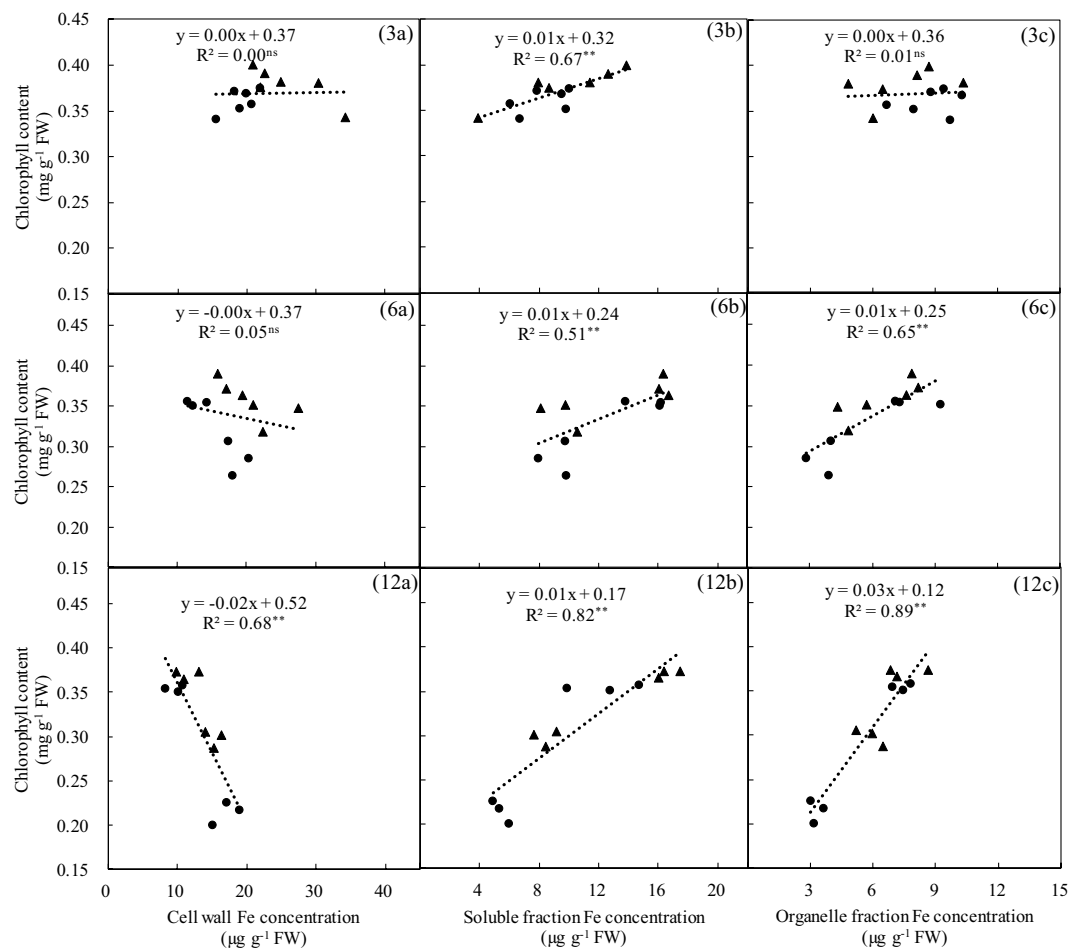 0.45
0.40
0.35
0.30
0.25
0.20
0.15
Chlorophyll content
(mg g⁻¹ FW)
y = 0.00x + 0.37
R² = 0.00ⁿˢ
(3a)
y = 0.01x + 0.32
R² = 0.67**
(3b)
y = 0.00x + 0.36
R² = 0.01ⁿˢ
(3c)
0.45
0.40
0.35
0.30
0.25
0.20
0.15
Chlorophyll content
(mg g⁻¹ FW)
y = -0.00x + 0.37
R² = 0.05ⁿˢ
(6a)
y = 0.01x + 0.24
R² = 0.51**
(6b)
y = 0.01x + 0.25
R² = 0.65**
(6c)
0.45
0.40
0.35
0.30
0.25
0.20
0.15
Chlorophyll content
(mg g⁻¹ FW)
y = -0.02x + 0.52
R² = 0.68**
(12a)
y = 0.01x + 0.17
R² = 0.82**
(12b)
y = 0.03x + 0.12
R² = 0.89**
(12c)
0 10 20 30 40
4 8 12 16 20
3 6 9 12 15
Cell wall Fe concentration
(µg g⁻¹ FW)
Soluble fraction Fe concentration
(µg g⁻¹ FW)
Organelle fraction Fe concentration
(µg g⁻¹ FW)